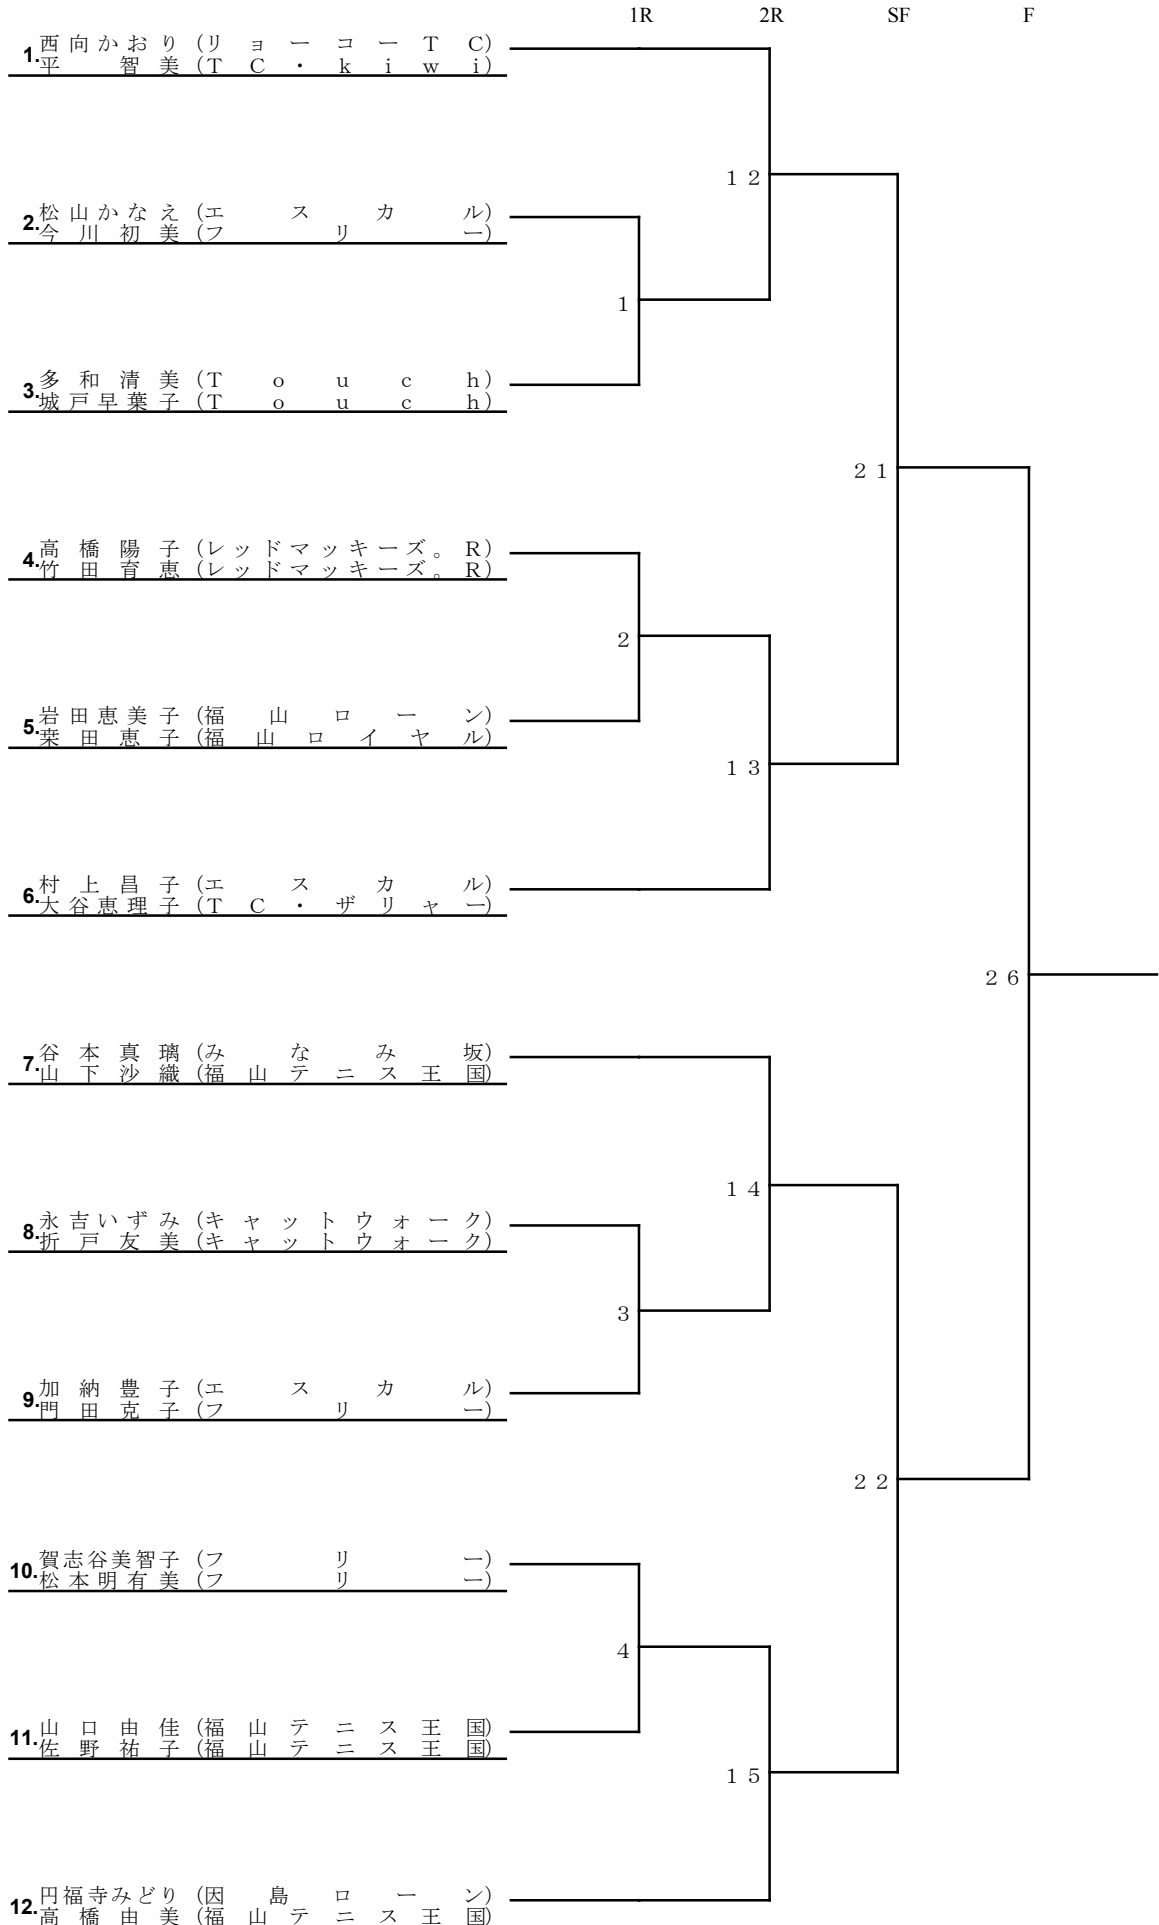 1R 2R SF F
1. 西向かおり (リョーコーTC)
平 智美 (TC・kiwi)
12
2. 松山かなえ (エスカル)
今川初美 (フリー)
1
3. 多和清美 (Touch)
城戸早葉子 (Touch)
21
4. 高橋陽子 (レッドマッキーズ。R)
竹田育恵 (レッドマッキーズ。R)
2
5. 岩田恵美子 (福山ローン)
桒田恵子 (福山ロイヤル)
13
6. 村上昌子 (エスカル)
大谷恵理子 (TC・ザリャー)
26
7. 谷本真璃 (みなみ坂)
山下沙織 (福山テニス王国)
14
8. 永吉いずみ (キャットウォーク)
折戸友美 (キャットウォーク)
3
9. 加納豊子 (エスカル)
門田克子 (フリー)
22
10. 賀志谷美智子 (フリー)
松本明有美 (フリー)
4
11. 山口由佳 (福山テニス王国)
佐野祐子 (福山テニス王国)
15
12. 円福寺みどり (因島ローン)
高橋由美 (福山テニス王国)